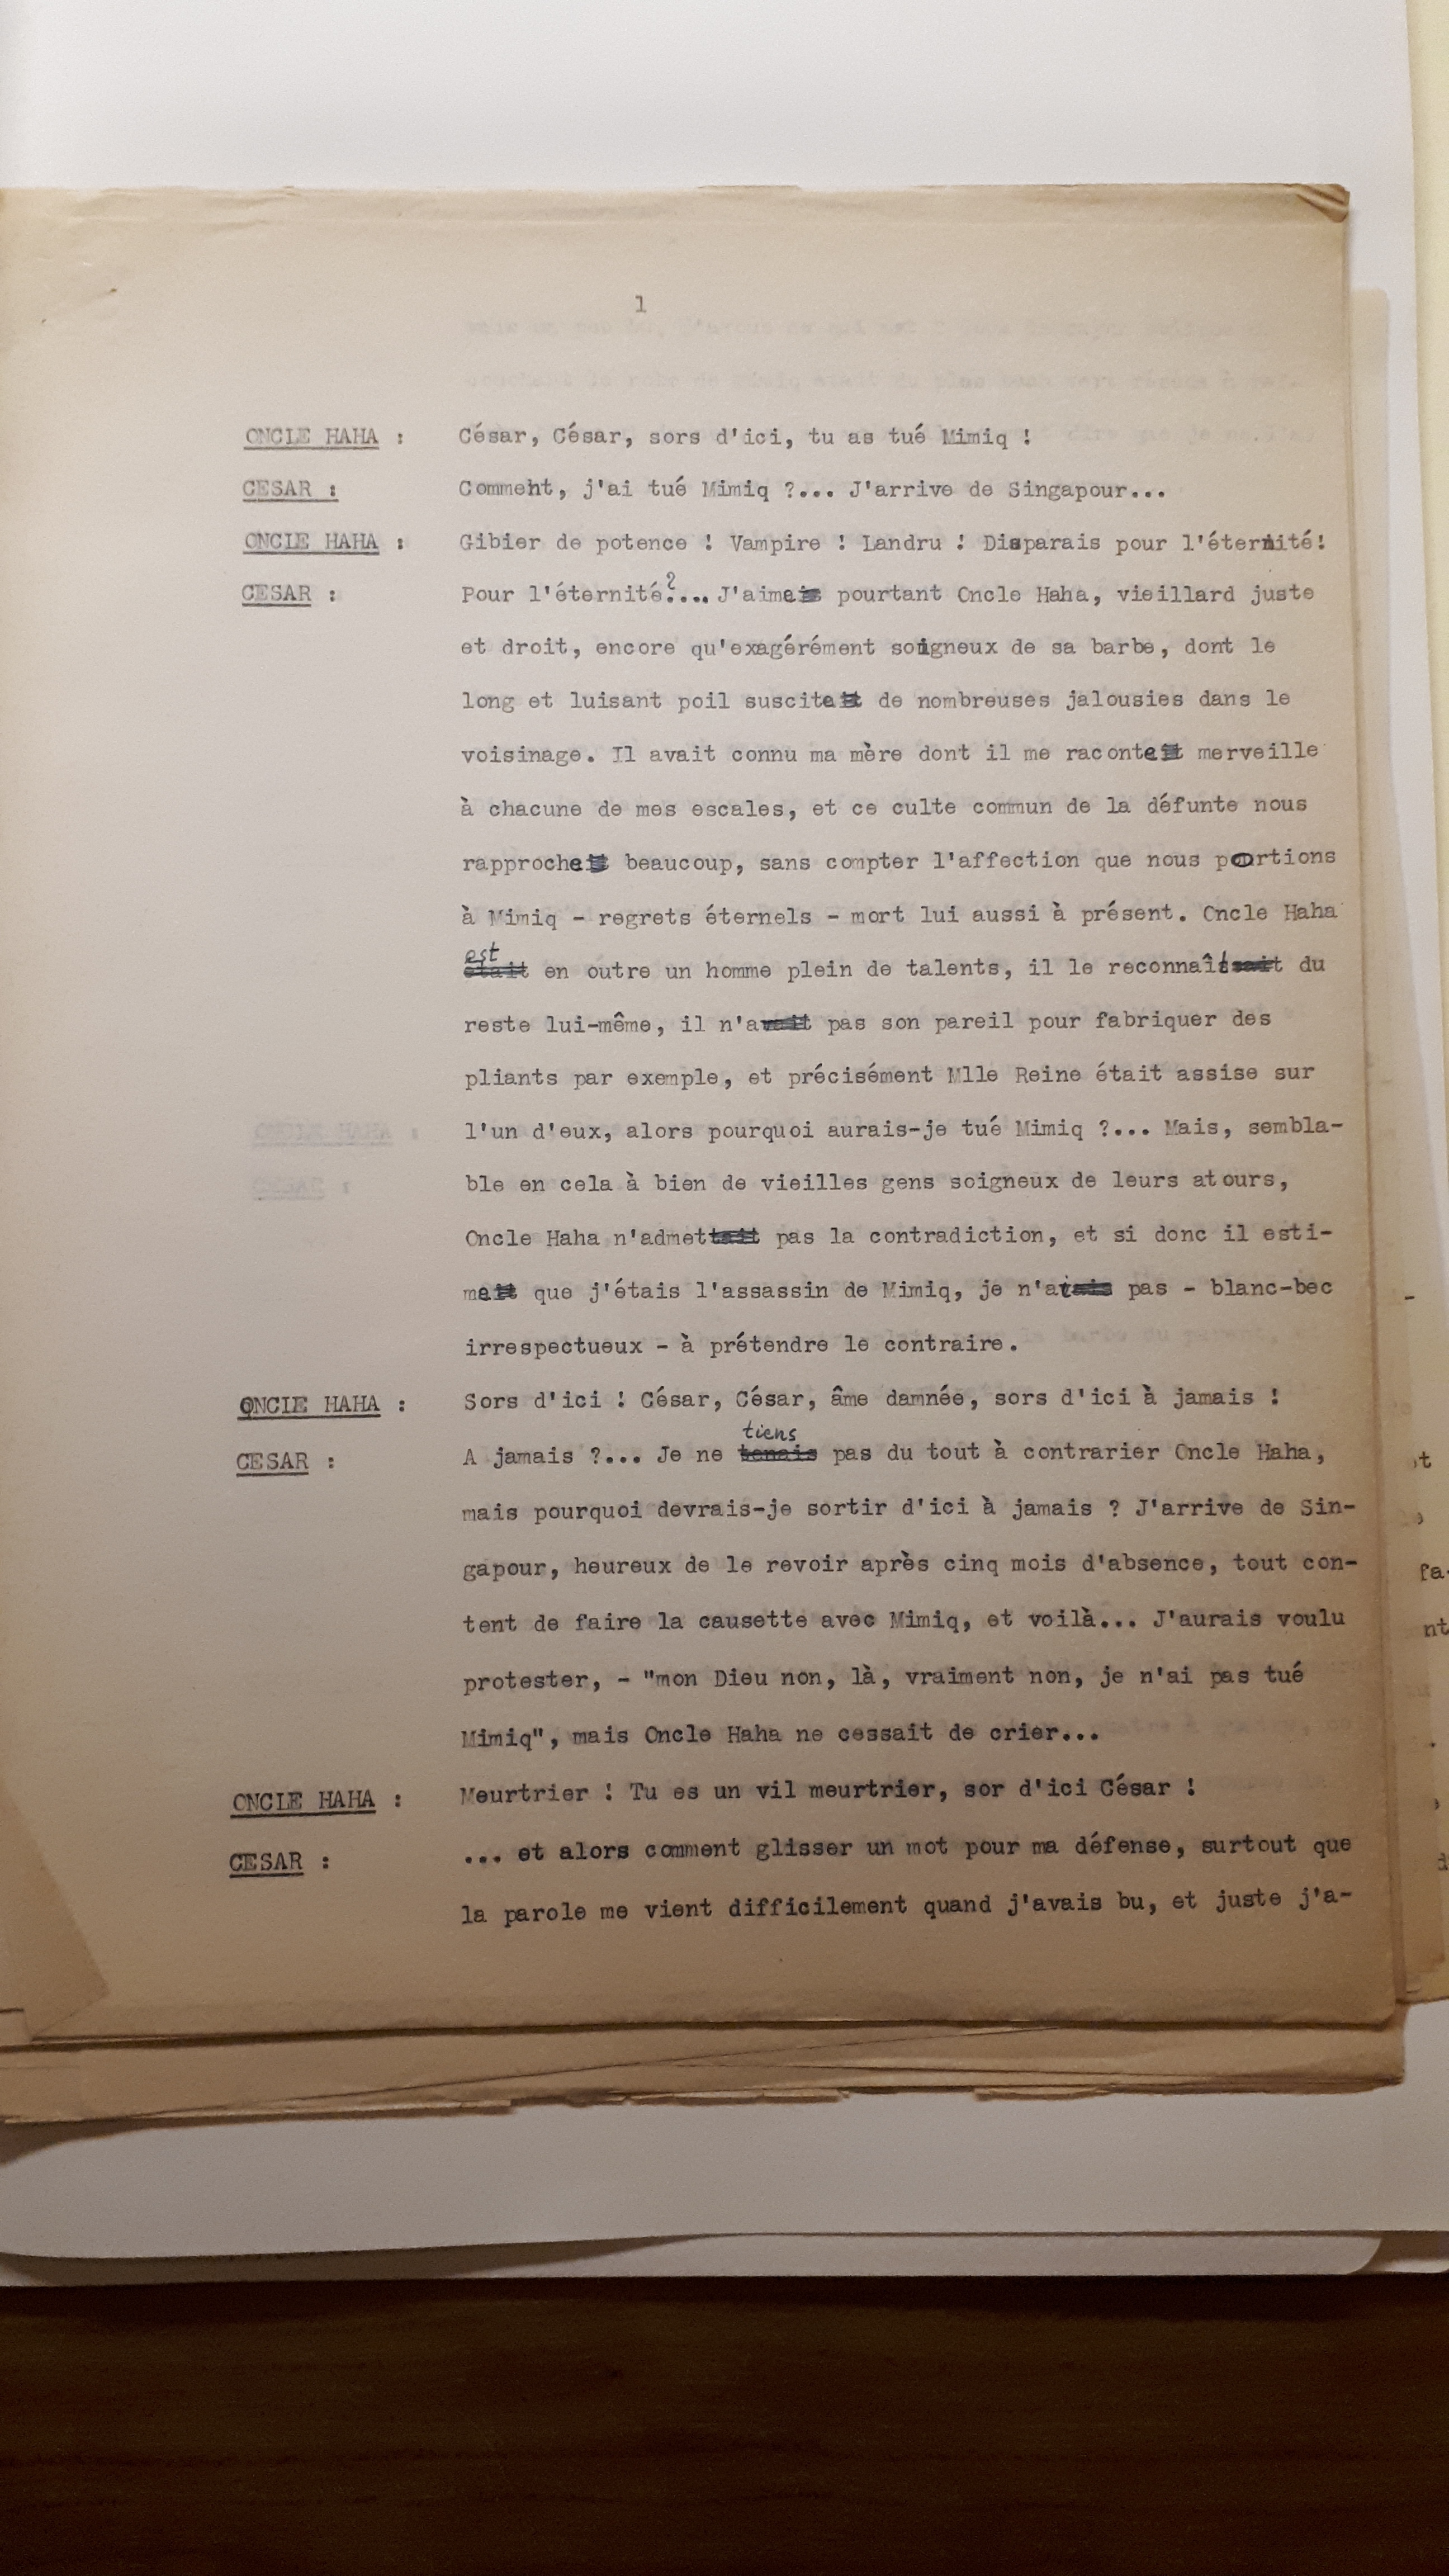 1
ONCLE HAHA : César, César, sors d'ici, tu as tué Mimiq !
CESAR : Comment, j'ai tué Mimiq ?... J'arrive de Singapour...
ONCLE HAHA : Gibier de potence ! Vampire ! Landru ! Disparais pour l'éternité!
CESAR : Pour l'éternité?.... J'aime pourtant Oncle Haha, vieillard juste
et droit, encore qu'exagérément soigneux de sa barbe, dont le
long et luisant poil suscite de nombreuses jalousies dans le
voisinage. Il avait connu ma mère dont il me raconte merveille
à chacune de mes escales, et ce culte commun de la défunte nous
rapproche beaucoup, sans compter l'affection que nous portions
à Mimiq - regrets éternels - mort lui aussi à présent. Oncle Haha
est
était en outre un homme plein de talents, il le reconnaît du
reste lui-même, il n'a pas son pareil pour fabriquer des
pliants par exemple, et précisément Mlle Reine était assise sur
l'un d'eux, alors pourquoi aurais-je tué Mimiq ?... Mais, sembla-
ble en cela à bien de vieilles gens soigneux de leurs atours,
Oncle Haha n'admet pas la contradiction, et si donc il esti-
me que j'étais l'assassin de Mimiq, je n'ai pas - blanc-bec
irrespectueux - à prétendre le contraire.
ONCLE HAHA : Sors d'ici ! César, César, âme damnée, sors d'ici à jamais !
tiens
CESAR : A jamais ?... Je ne tenais pas du tout à contrarier Oncle Haha,
mais pourquoi devrais-je sortir d'ici à jamais ? J'arrive de Sin-
gapour, heureux de le revoir après cinq mois d'absence, tout con-
tent de faire la causette avec Mimiq, et voilà... J'aurais voulu
protester, - "mon Dieu non, là, vraiment non, je n'ai pas tué
Mimiq", mais Oncle Haha ne cessait de crier...
ONCLE HAHA : Meurtrier ! Tu es un vil meurtrier, sor d'ici César !
CESAR : ... et alors comment glisser un mot pour ma défense, surtout que
la parole me vient difficilement quand j'avais bu, et juste j'a-